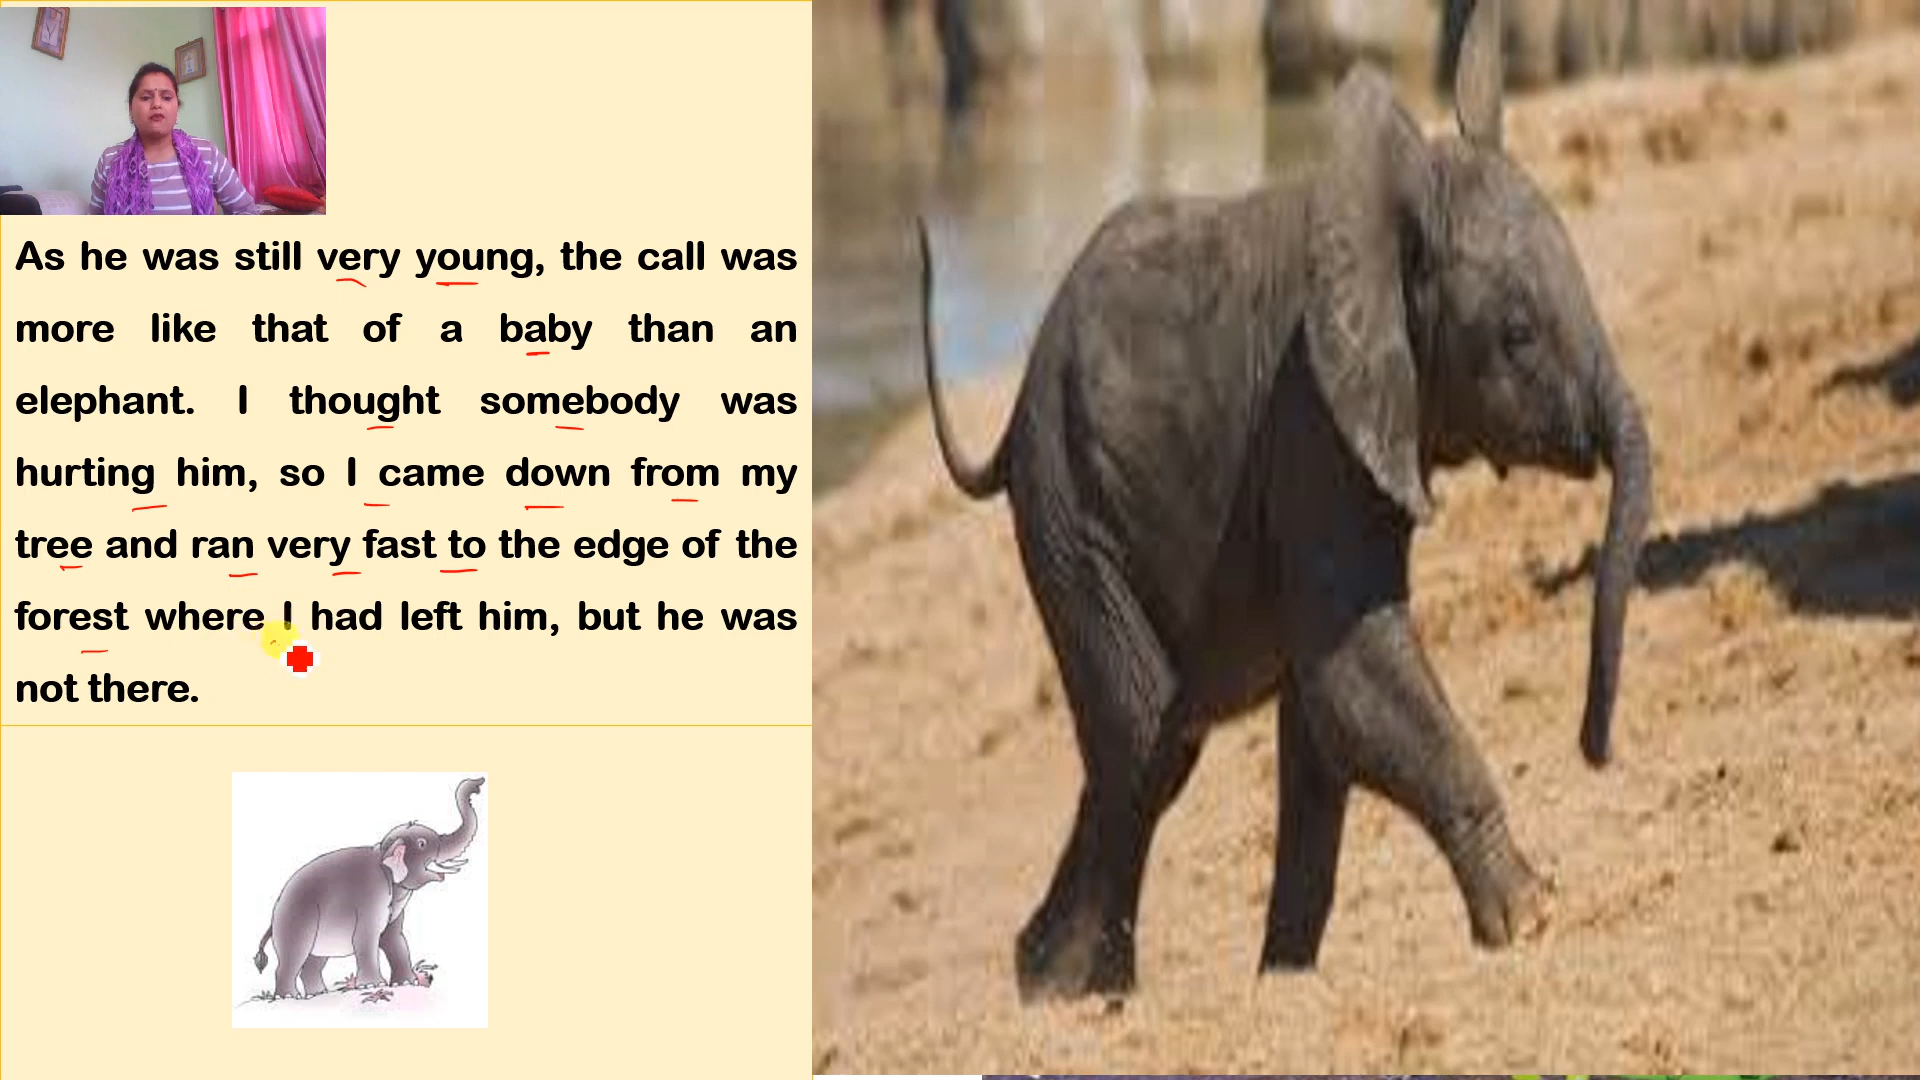 As he was still very young, the call was
more like that of a baby than an
elephant. I thought somebody was
hurting him, so I came down from my
tree and ran very fast to the edge of the
forest where I had left him, but he was
not there.